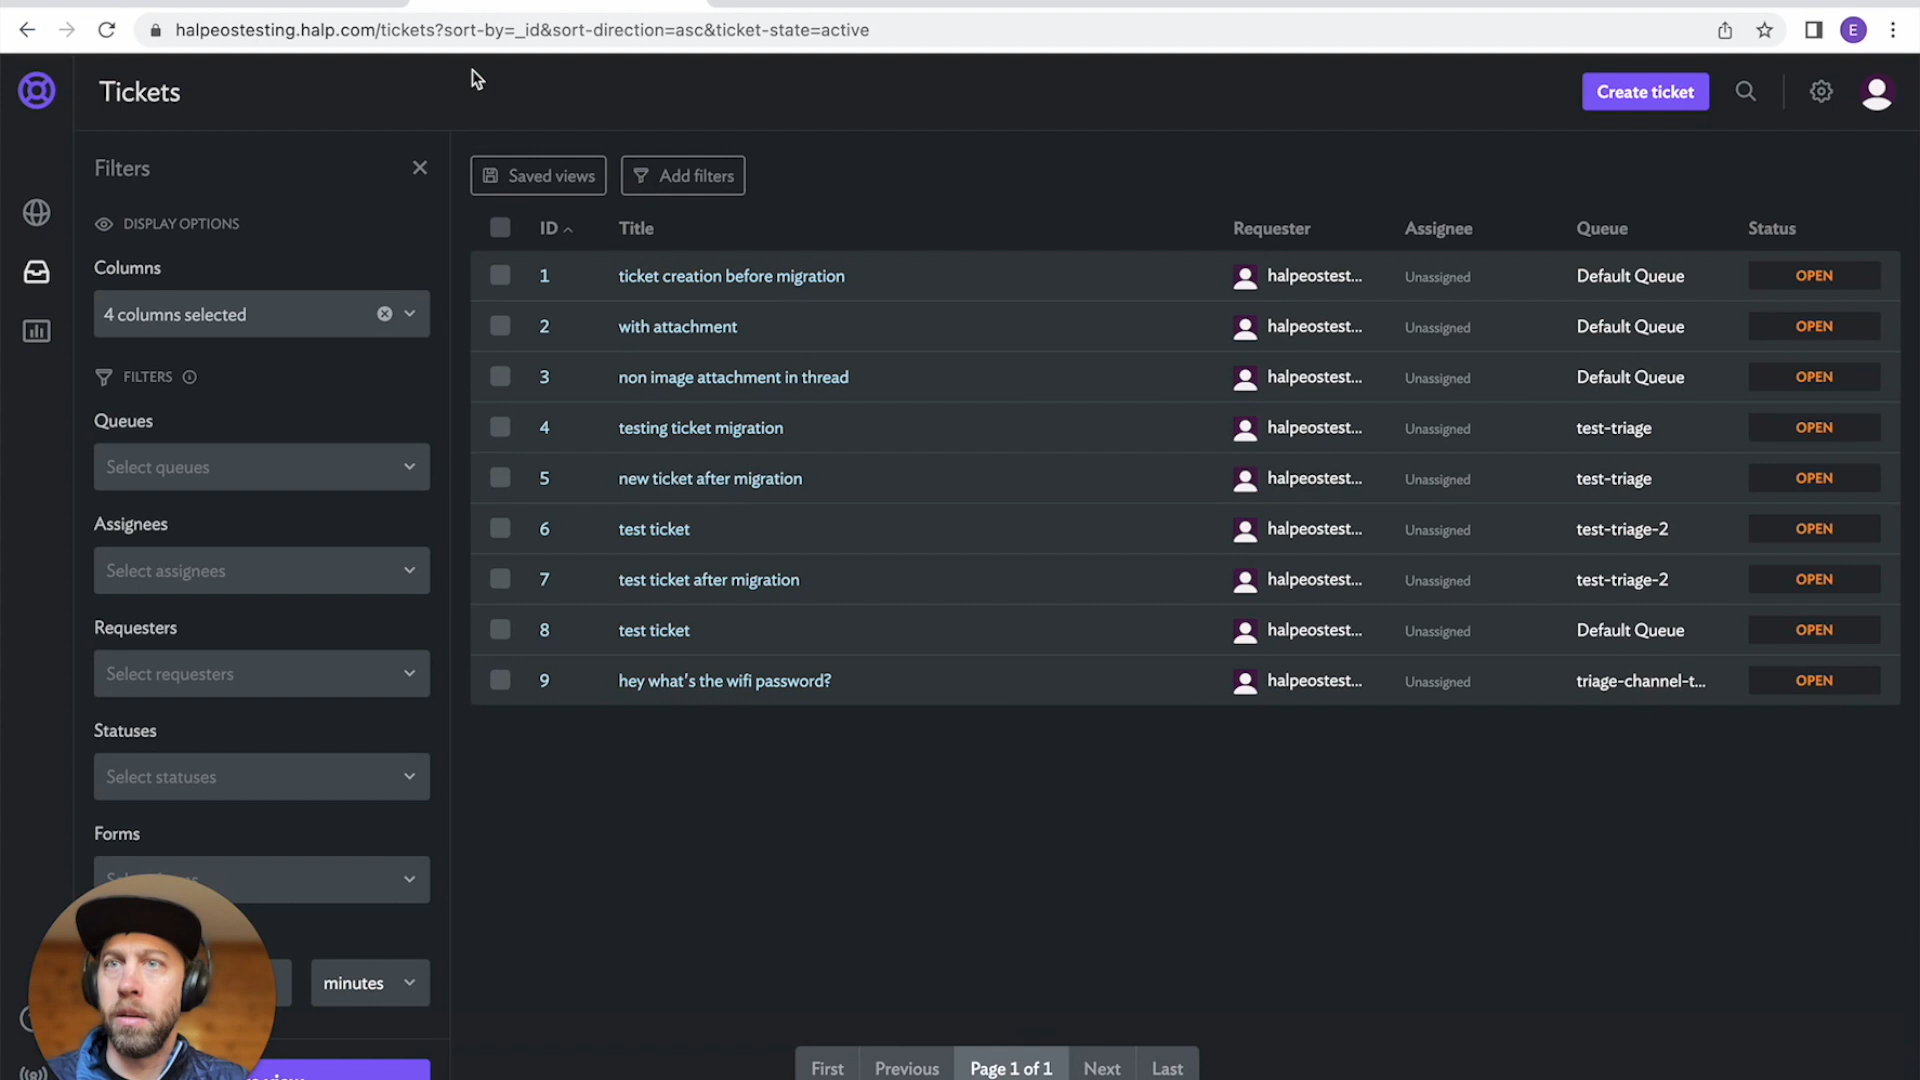 halpeostesting.halp.com/tickets?sort-by=_id&sort-direction=asc&ticket-state=active
E
Tickets
Create ticket
Filters
Saved views
Add filters
DISPLAY OPTIONS
Columns
4 columns selected
FILTERS
Queues
Select queues
Assignees
Select assignees
Requesters
Select requesters
Statuses
Select statuses
Forms
minutes
ID Title Requester Assignee Queue Status
1 ticket creation before migration halpeostest... Unassigned Default Queue OPEN
2 with attachment halpeostest... Unassigned Default Queue OPEN
3 non image attachment in thread halpeostest... Unassigned Default Queue OPEN
4 testing ticket migration halpeostest... Unassigned test-triage OPEN
5 new ticket after migration halpeostest... Unassigned test-triage OPEN
6 test ticket halpeostest... Unassigned test-triage-2 OPEN
7 test ticket after migration halpeostest... Unassigned test-triage-2 OPEN
8 test ticket halpeostest... Unassigned Default Queue OPEN
9 hey what's the wifi password? halpeostest... Unassigned triage-channel-t... OPEN
First Previous Page 1 of 1 Next Last